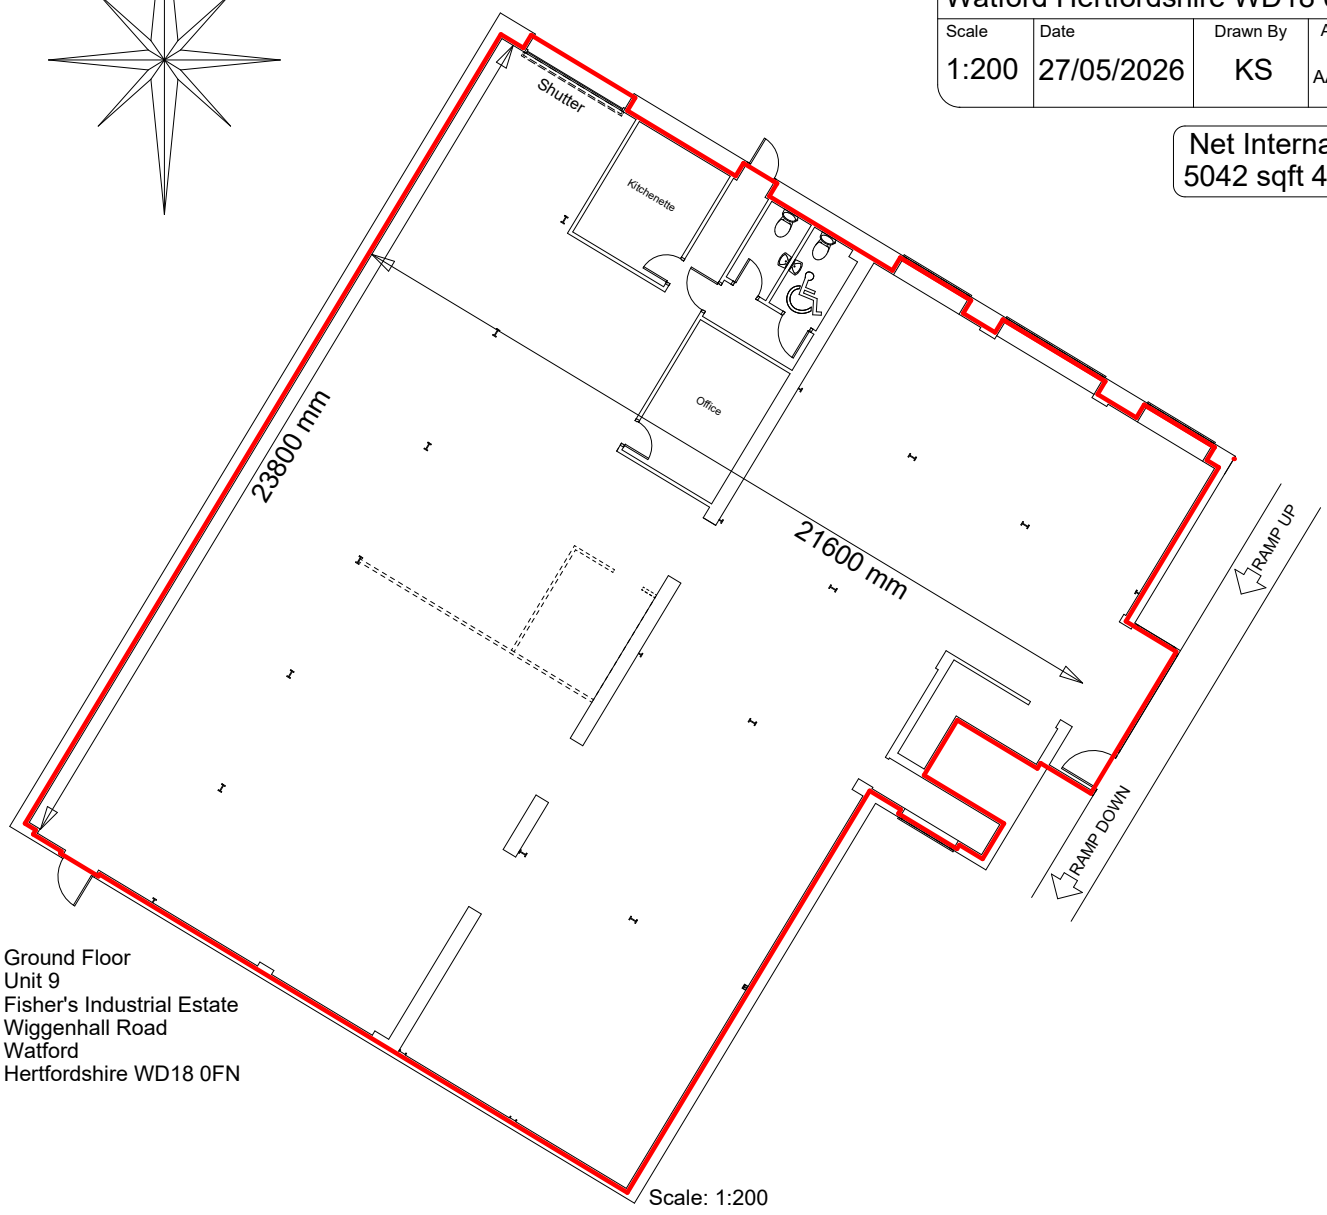 Watford Hertfordshire WD18
Scale Date Drawn By
1:200 27/05/2026 KS
Net Interna
5042 sqft 4
Shutter
Kitchenette
Office
23800 mm
21600 mm
RAMP UP
RAMP DOWN
Ground Floor
Unit 9
Fisher's Industrial Estate
Wiggenhall Road
Watford
Hertfordshire WD18 0FN
Scale: 1:200